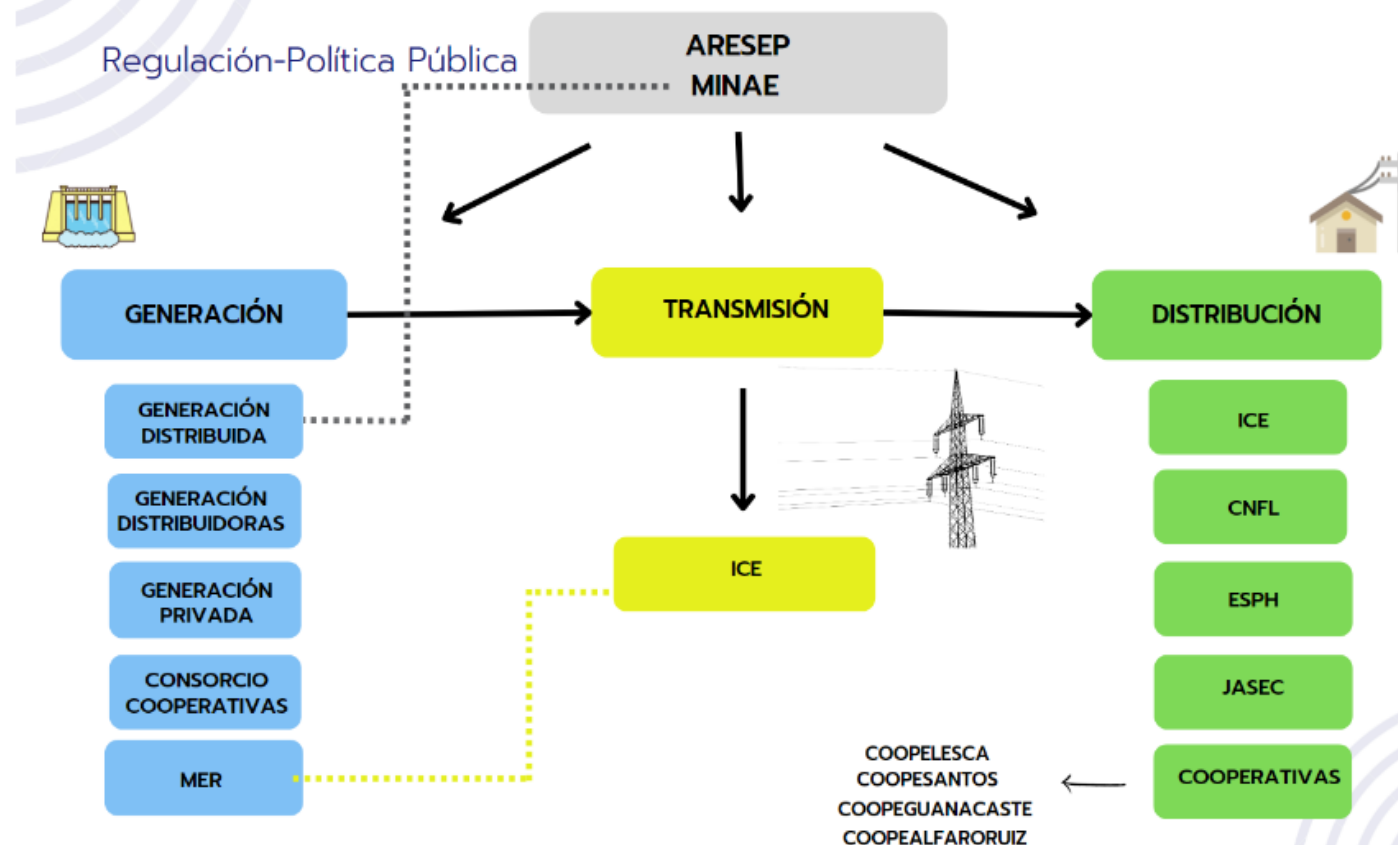 Regulación-Política Pública
ARESEP
MINAE
GENERACIÓN
TRANSMISIÓN
DISTRIBUCIÓN
GENERACIÓN
DISTRIBUIDA
GENERACIÓN
DISTRIBUIDORAS
GENERACIÓN
PRIVADA
CONSORCIO
COOPERATIVAS
MER
ICE
ICE
CNFL
ESPH
JASEC
COOPERATIVAS
COOPELESCA
COOPESANTOS
COOPEGUANACASTE
COOPEALFARORUIZ